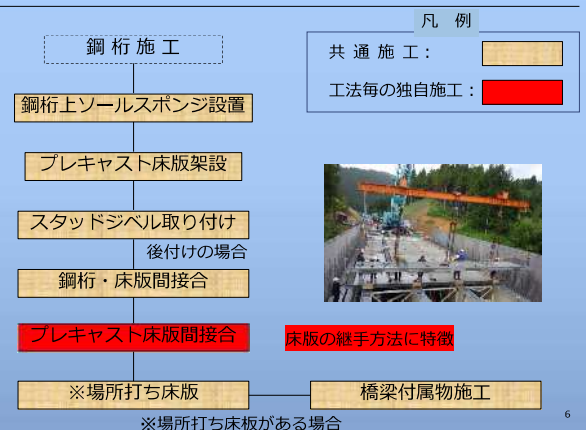 凡 例
鋼 桁 施 工
共 通 施 工：
工法毎の独自施工：
鋼桁上ソールスポンジ設置
プレキャスト床版架設
スタッドジベル取り付け
後付けの場合
鋼桁・床版間接合
プレキャスト床版間接合
床版の継手方法に特徴
※場所打ち床版
橋梁付属物施工
※場所打ち床板がある場合
6